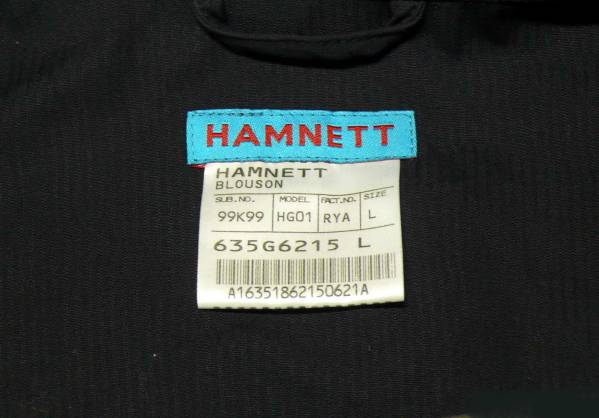 HAMNETT
HAMNETT
BLOUSON
SUB.NO. MODEL FACT.NO. SIZE
99K99 HG01 RYA L
635G6215 L
A16351862150621A